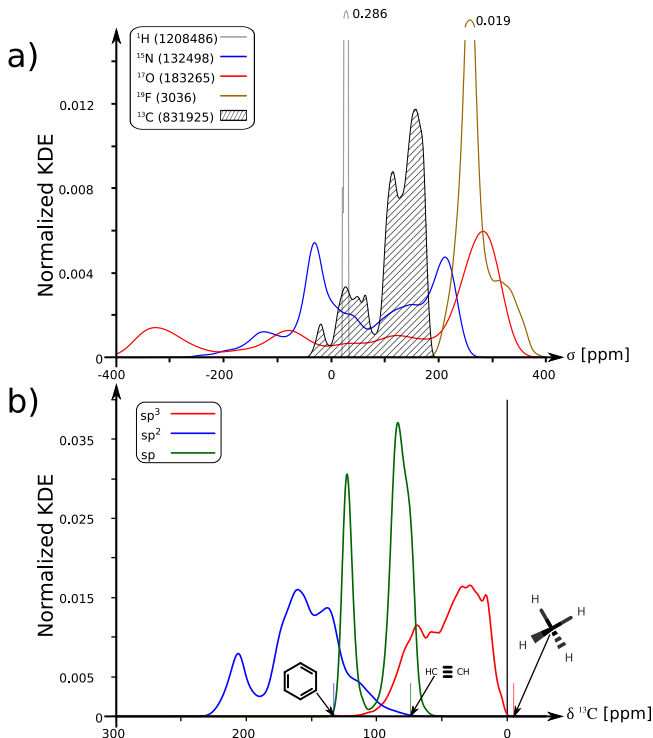 0.286
0.019
a)
¹H (1208486)
¹⁵N (132498)
¹⁷O (183265)
¹⁹F (3036)
¹³C (831925)
Normalized KDE
0.012
0.008
0.004
0
-400 -200 0 200 400
σ [ppm]
b)
sp³
sp²
sp
Normalized KDE
0.035
0.025
0.015
0.005
0
H H
H
H
HC CH
300 200 100 0
δ ¹³C [ppm]